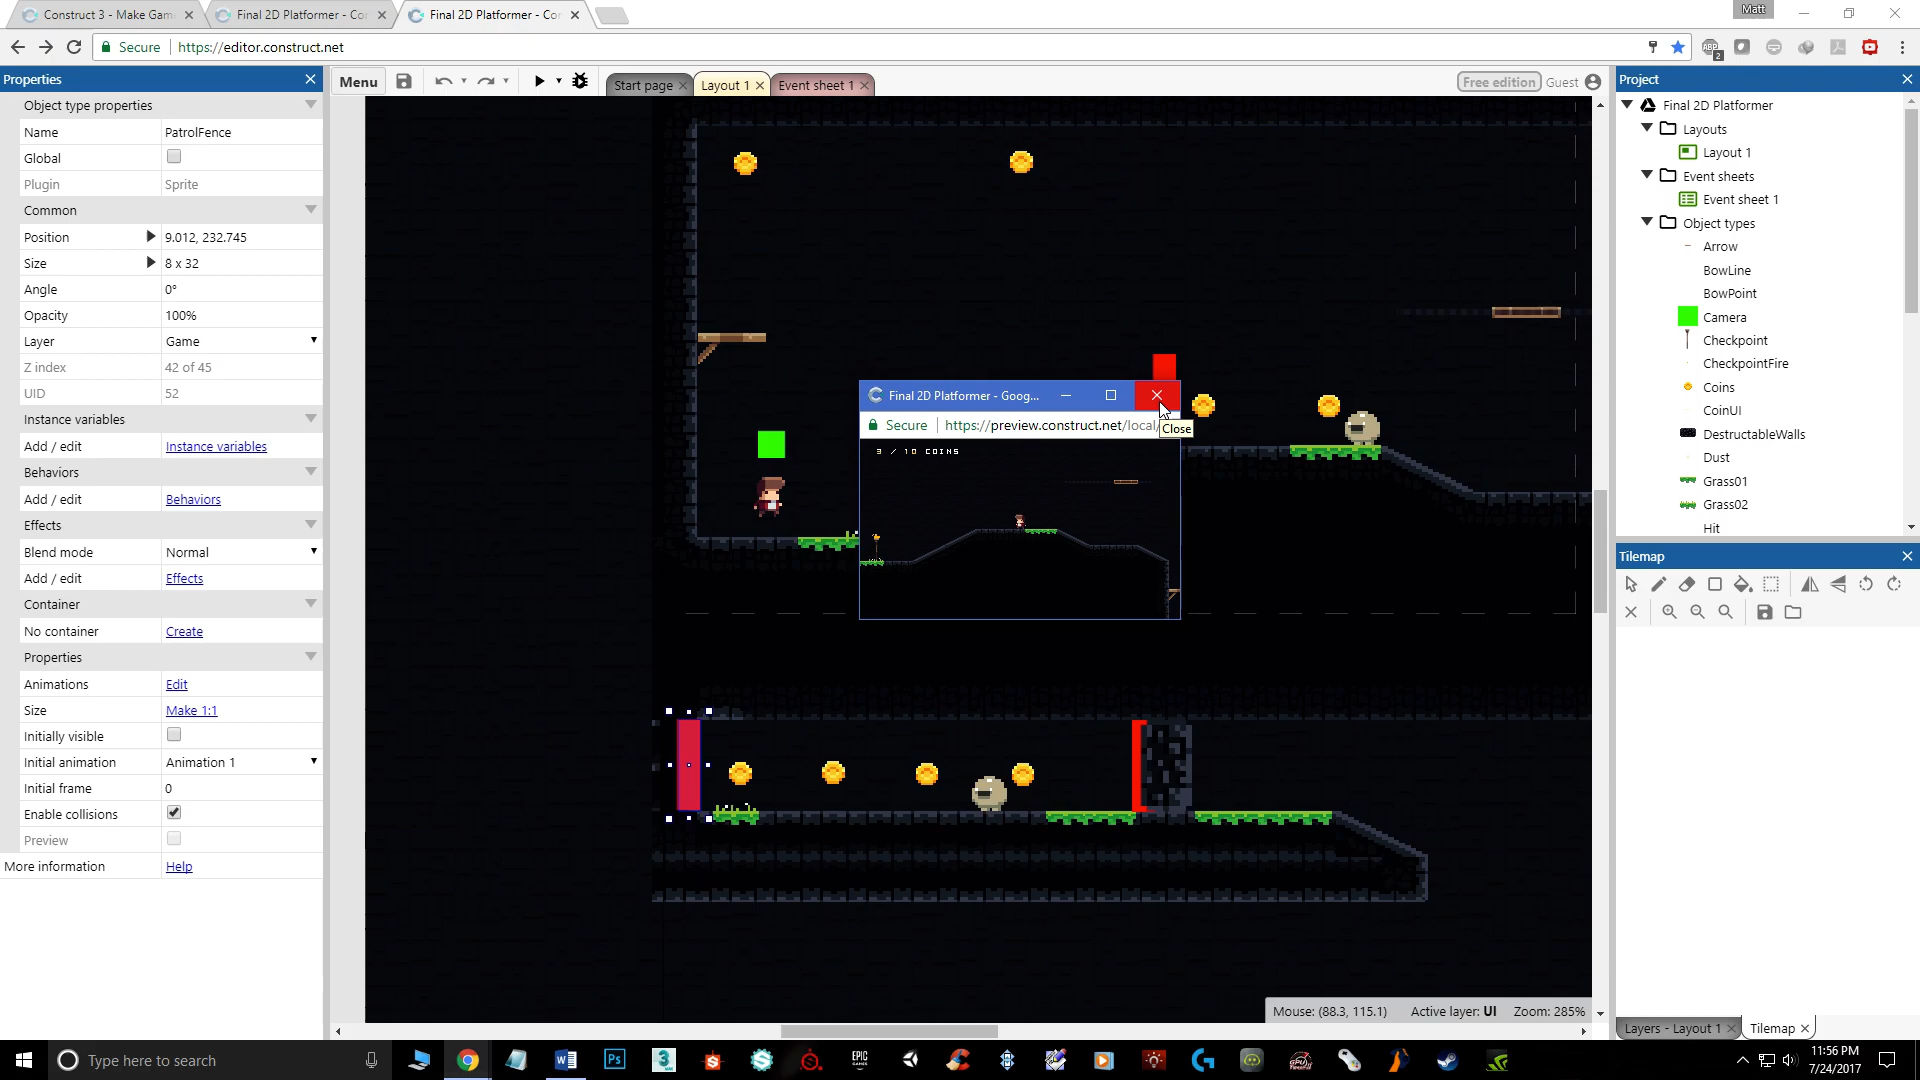 Construct 3 - Make Gam
Final 2D Platformer - Co
Final 2D Platformer - Co
Matt
Secure
https://editor.construct.net
ABP
2
Properties
Menu
Start page
Layout 1
Event sheet 1
Free edition
Guest
Project
Object type properties
Name
PatrolFence
Global
Plugin
Sprite
Common
Position
9.012, 232.745
Size
8 x 32
Angle
0°
Opacity
100%
Layer
Game
Z index
42 of 45
UID
52
Instance variables
Add / edit
Instance variables
Behaviors
Add / edit
Behaviors
Effects
Blend mode
Normal
Add / edit
Effects
Container
No container
Create
Properties
Animations
Edit
Size
Make 1:1
Initially visible
Initial animation
Animation 1
Initial frame
0
Enable collisions
Preview
More information
Help
Final 2D Platformer - Goog...
Secure
https://preview.construct.net/local/
Close
3 / 10 COINS
Mouse: (88.3, 115.1)
Active layer: UI
Zoom: 285%
Final 2D Platformer
Layouts
Layout 1
Event sheets
Event sheet 1
Object types
Arrow
BowLine
BowPoint
Camera
Checkpoint
CheckpointFire
Coins
CoinUI
DestructableWalls
Dust
Grass01
Grass02
Hit
Tilemap
Layers - Layout 1
Tilemap
Type here to search
EPIC
GAMES
11:56 PM
7/24/2017